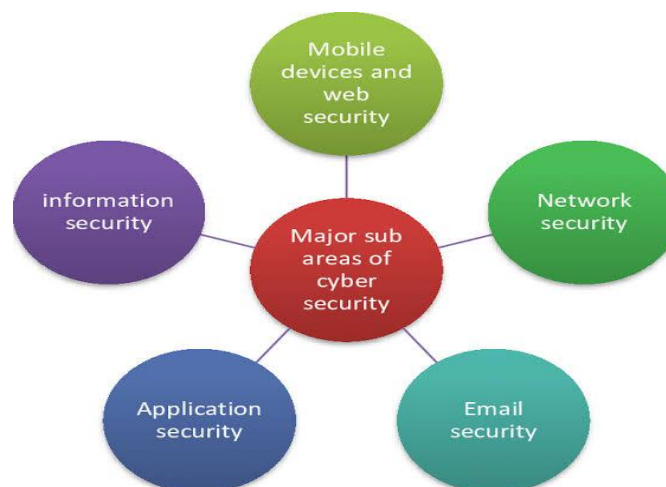 Mobile
devices and
web
security
information
security
Network
security
Major sub
areas of
cyber
security
Application
security
Email
security